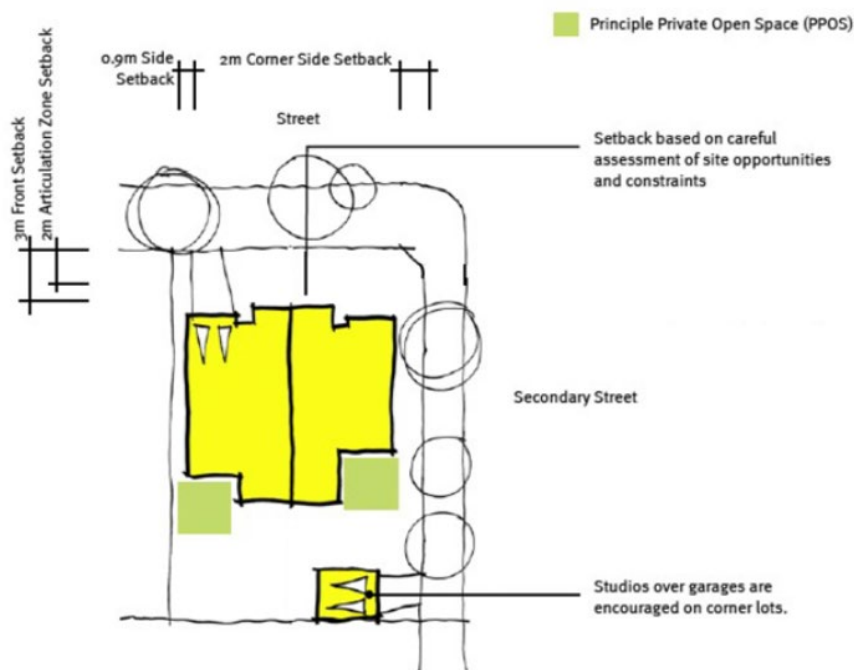 Principle Private Open Space (PPOS)
3m Front Setback
2m Articulation Zone Setback
0.9m Side
Setback
2m Corner Side Setback
Street
Setback based on careful
assessment of site opportunities
and constraints
Secondary Street
Studios over garages are
encouraged on corner lots.